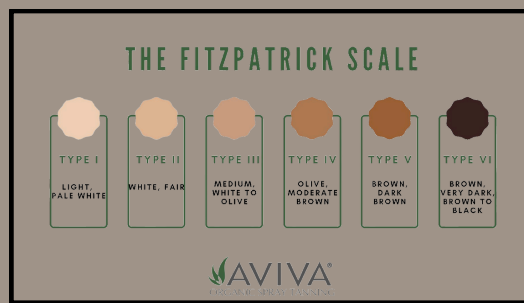 THE FITZPATRICK SCALE
TYPE I
LIGHT,
PALE WHITE
TYPE II
WHITE, FAIR
TYPE III
MEDIUM,
WHITE TO
OLIVE
TYPE IV
OLIVE,
MODERATE
BROWN
TYPE V
BROWN,
DARK
BROWN
TYPE VI
BROWN,
VERY DARK,
BROWN TO
BLACK
AVIVA®